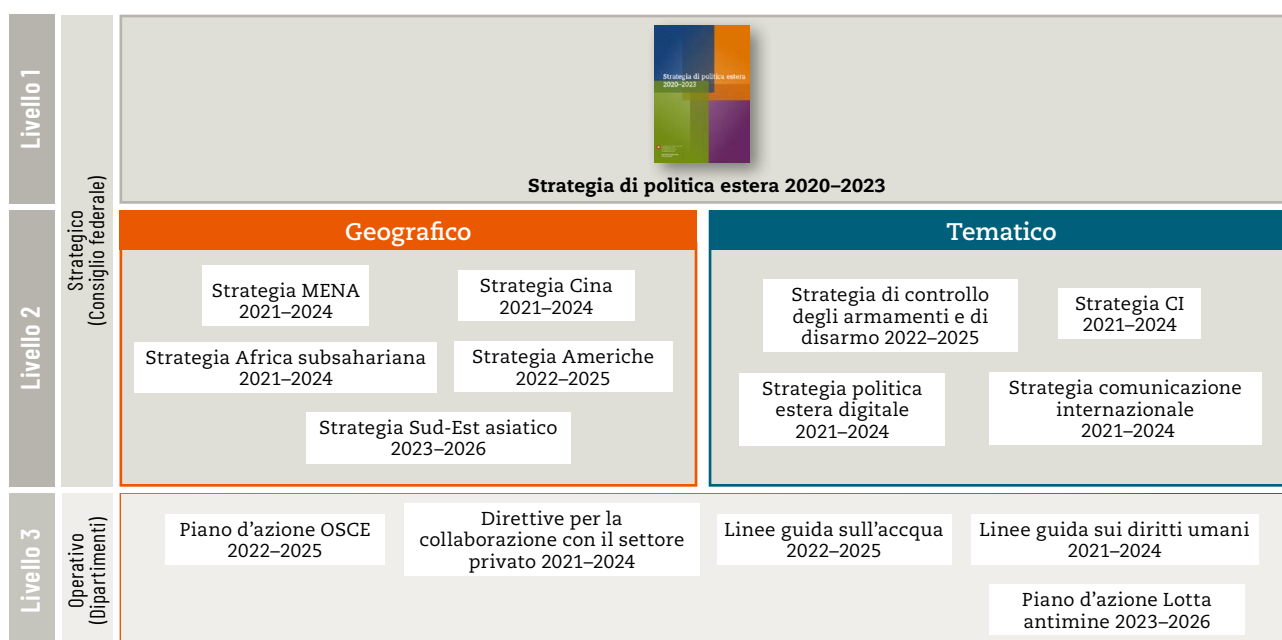 Livello 1
Strategico
(Consiglio federale)
Strategia di politica estera
2020–2023
Strategia di politica estera 2020–2023
Livello 2
Geografico
Strategia MENA
2021–2024
Strategia Cina
2021–2024
Strategia Africa subsahariana
2021–2024
Strategia Americhe
2022–2025
Strategia Sud-Est asiatico
2023–2026
Tematico
Strategia di controllo
degli armamenti e di
disarmo 2022–2025
Strategia CI
2021–2024
Strategia politica
estera digitale
2021–2024
Strategia comunicazione
internazionale
2021–2024
Livello 3
Operativo
(Dipartimenti)
Piano d'azione OSCE
2022–2025
Direttive per la
collaborazione con il settore
privato 2021–2024
Linee guida sull'accqua
2022–2025
Linee guida sui diritti umani
2021–2024
Piano d'azione Lotta
antimine 2023–2026